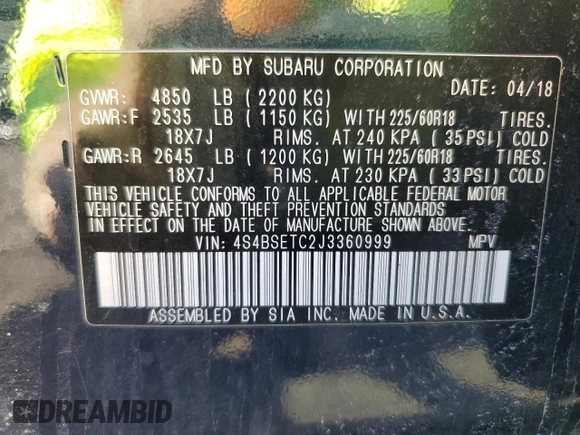 MFD BY SUBARU CORPORATION
DATE: 04/18
GVWR: 4850 LB (2200 KG)
GAWR:F 2535 LB (1150 KG) WITH 225/60R18 TIRES.
18X7J RIMS. AT 240 KPA (35 PSI) COLD
GAWR:R 2645 LB (1200 KG) WITH 225/60R18 TIRES.
18X7J RIMS. AT 230 KPA (33 PSI) COLD
THIS VEHICLE CONFORMS TO ALL APPLICABLE FEDERAL MOTOR
VEHICLE SAFETY AND THEFT PREVENTION STANDARDS
IN EFFECT ON THE DATE OF MANUFACTURE SHOWN ABOVE.
VIN: 4S4BSETC2J3360999 MPV
ASSEMBLED BY SIA INC. MADE IN U.S.A.
DREAMBID